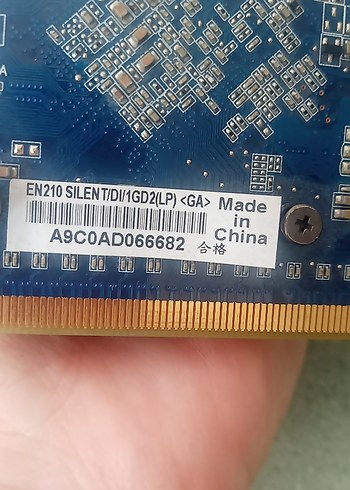 EN210 SILENT/DI/1GD2(LP) <GA>
Made
in
China
A9C0AD066682 合格
A